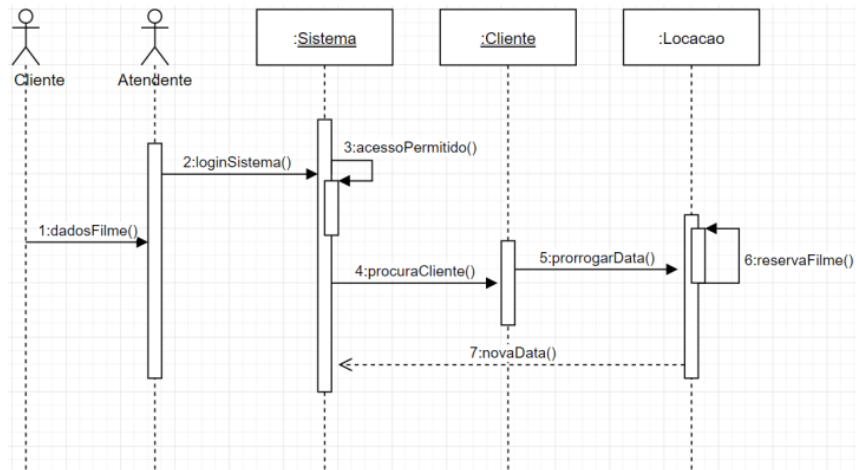 Cliente
Atendente
:Sistema
:Cliente
:Locacao
3:acessoPermitido()
2:loginSistema()
1:dadosFilme()
5:prorrogarData()
6:reservaFilme()
4:procuraCliente()
7:novaData()